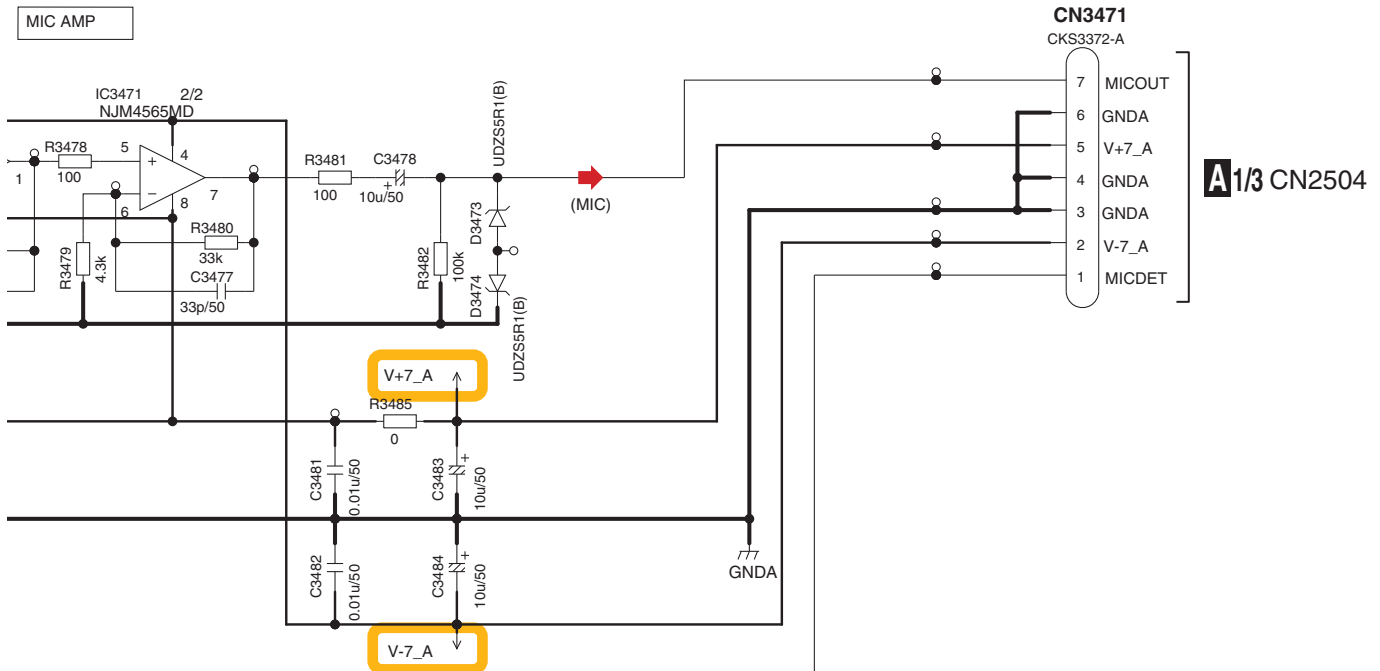 MIC AMP
CN3471
CKS3372-A
7 MICOUT
6 GNDA
5 V+7_A
4 GNDA
3 GNDA
2 V-7_A
1 MICDET
A 1/3 CN2504
IC3471 2/2
NJM4565MD
R3478
100
1
5
+
4
−
6
8
7
R3479
4.3k
R3480
33k
C3477
33p/50
R3481
100
C3478
+
10u/50
R3482
100k
UDZS5R1(B)
D3473
D3474
UDZS5R1(B)
(MIC)
V+7_A
R3485
0
C3481
0.01u/50
C3483
+
10u/50
C3482
0.01u/50
C3484
+
10u/50
GNDA
V-7_A